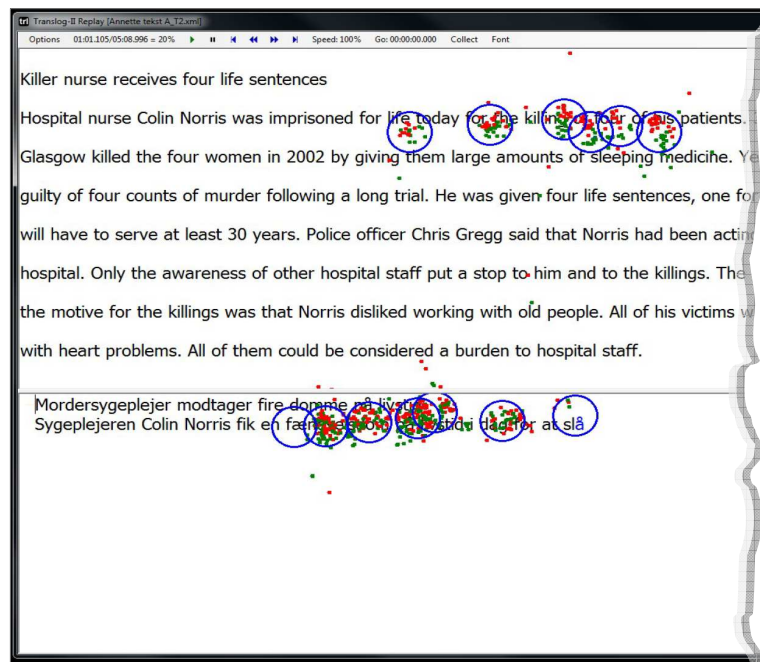 Translog-II Replay [Annette tekst A_T2.xml]
Options 01:01.105/05:08.996 = 20% Speed: 100% Go: 00:00:00.000 Collect Font
Killer nurse receives four life sentences
Hospital nurse Colin Norris was imprisoned for life today for the killing of four of his patients.
Glasgow killed the four women in 2002 by giving them large amounts of sleeping medicine. Ye
guilty of four counts of murder following a long trial. He was given four life sentences, one for
will have to serve at least 30 years. Police officer Chris Gregg said that Norris had been acting
hospital. Only the awareness of other hospital staff put a stop to him and to the killings. The
the motive for the killings was that Norris disliked working with old people. All of his victims w
with heart problems. All of them could be considered a burden to hospital staff.
Mordersygeplejer modtager fire domme på livstid
Sygeplejeren Colin Norris fik en i dag for at slå